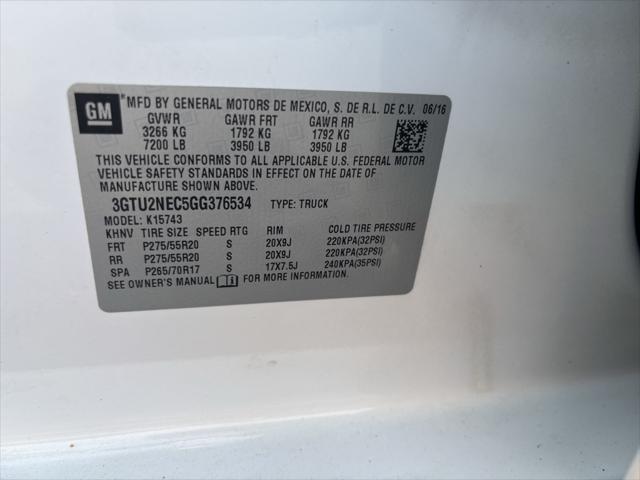 GM
*MFD BY GENERAL MOTORS DE MEXICO, S. DE R.L. DE C.V. 06/16
GVWR GAWR FRT GAWR RR
3266 KG 1792 KG 1792 KG
7200 LB 3950 LB 3950 LB
THIS VEHICLE CONFORMS TO ALL APPLICABLE U.S. FEDERAL MOTOR
VEHICLE SAFETY STANDARDS IN EFFECT ON THE DATE OF
MANUFACTURE SHOWN ABOVE.
3GTU2NEC5GG376534 TYPE: TRUCK
MODEL: K15743
KHNV TIRE SIZE SPEED RTG RIM COLD TIRE PRESSURE
FRT P275/55R20 S 20X9J 220KPA(32PSI)
RR P275/55R20 S 20X9J 220KPA(32PSI)
SPA P265/70R17 S 17X7.5J 240KPA(35PSI)
SEE OWNER'S MANUAL FOR MORE INFORMATION.